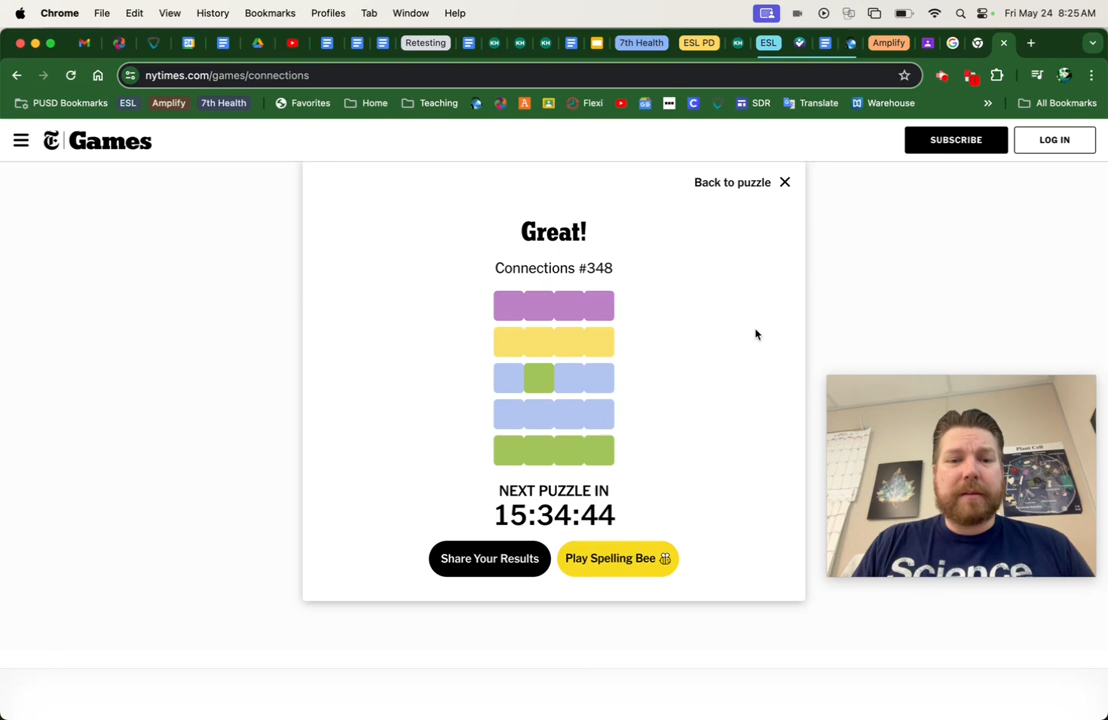 Chrome File Edit View History Bookmarks Profiles Tab Window Help Fri May 24 8:25 AM
Retesting 7th Health ESL PD ESL Amplify
nytimes.com/games/connections
PUSD Bookmarks ESL Amplify 7th Health Favorites Home Teaching Flexi SDR Translate Warehouse » All Bookmarks
Games SUBSCRIBE LOG IN
Back to puzzle
Great!
Connections #348
NEXT PUZZLE IN
15:34:44
Share Your Results Play Spelling Bee
Plant Cell
Science